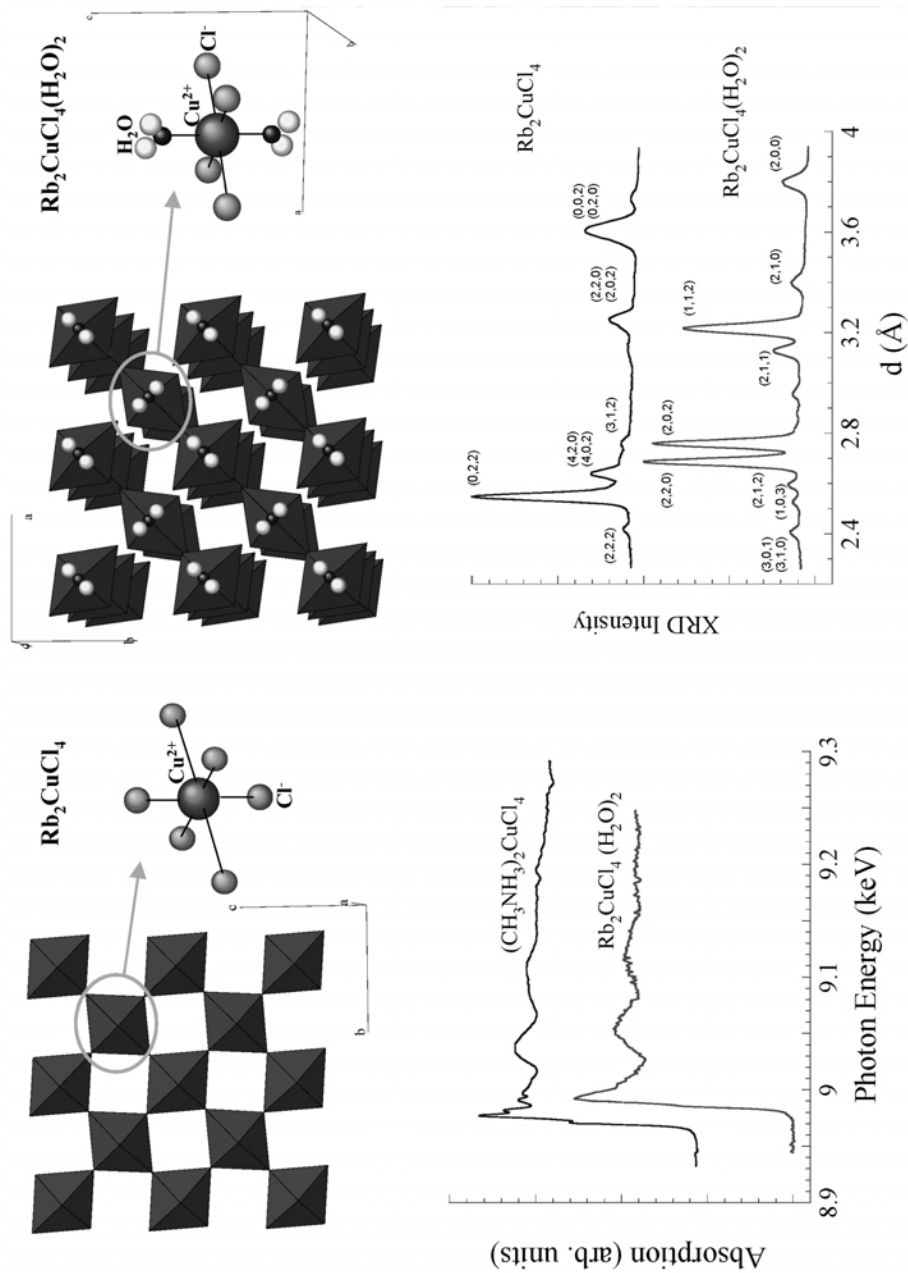 Rb2CuCl4
Cu2+
Cl-
c
b
a
Rb2CuCl4(H2O)2
H2O
Cu2+
Cl-
a
b
c
a
(CH3NH3)2CuCl4
Rb2CuCl4 (H2O)2
Absorption (arb. units)
8.9
9
9.1
9.2
9.3
Photon Energy (keV)
Rb2CuCl4
(0,2,2)
(2,2,2)
(4,2,0)
(4,0,2)
(3,1,2)
(2,2,0)
(2,0,2)
(0,0,2)
(0,2,0)
Rb2CuCl4(H2O)2
(3,0,1)
(3,1,0)
(1,0,3)
(2,1,2)
(2,2,0)
(2,0,2)
(2,1,1)
(1,1,2)
(2,1,0)
(2,0,0)
XRD Intensity
2.4
2.8
3.2
3.6
4
d (Å)